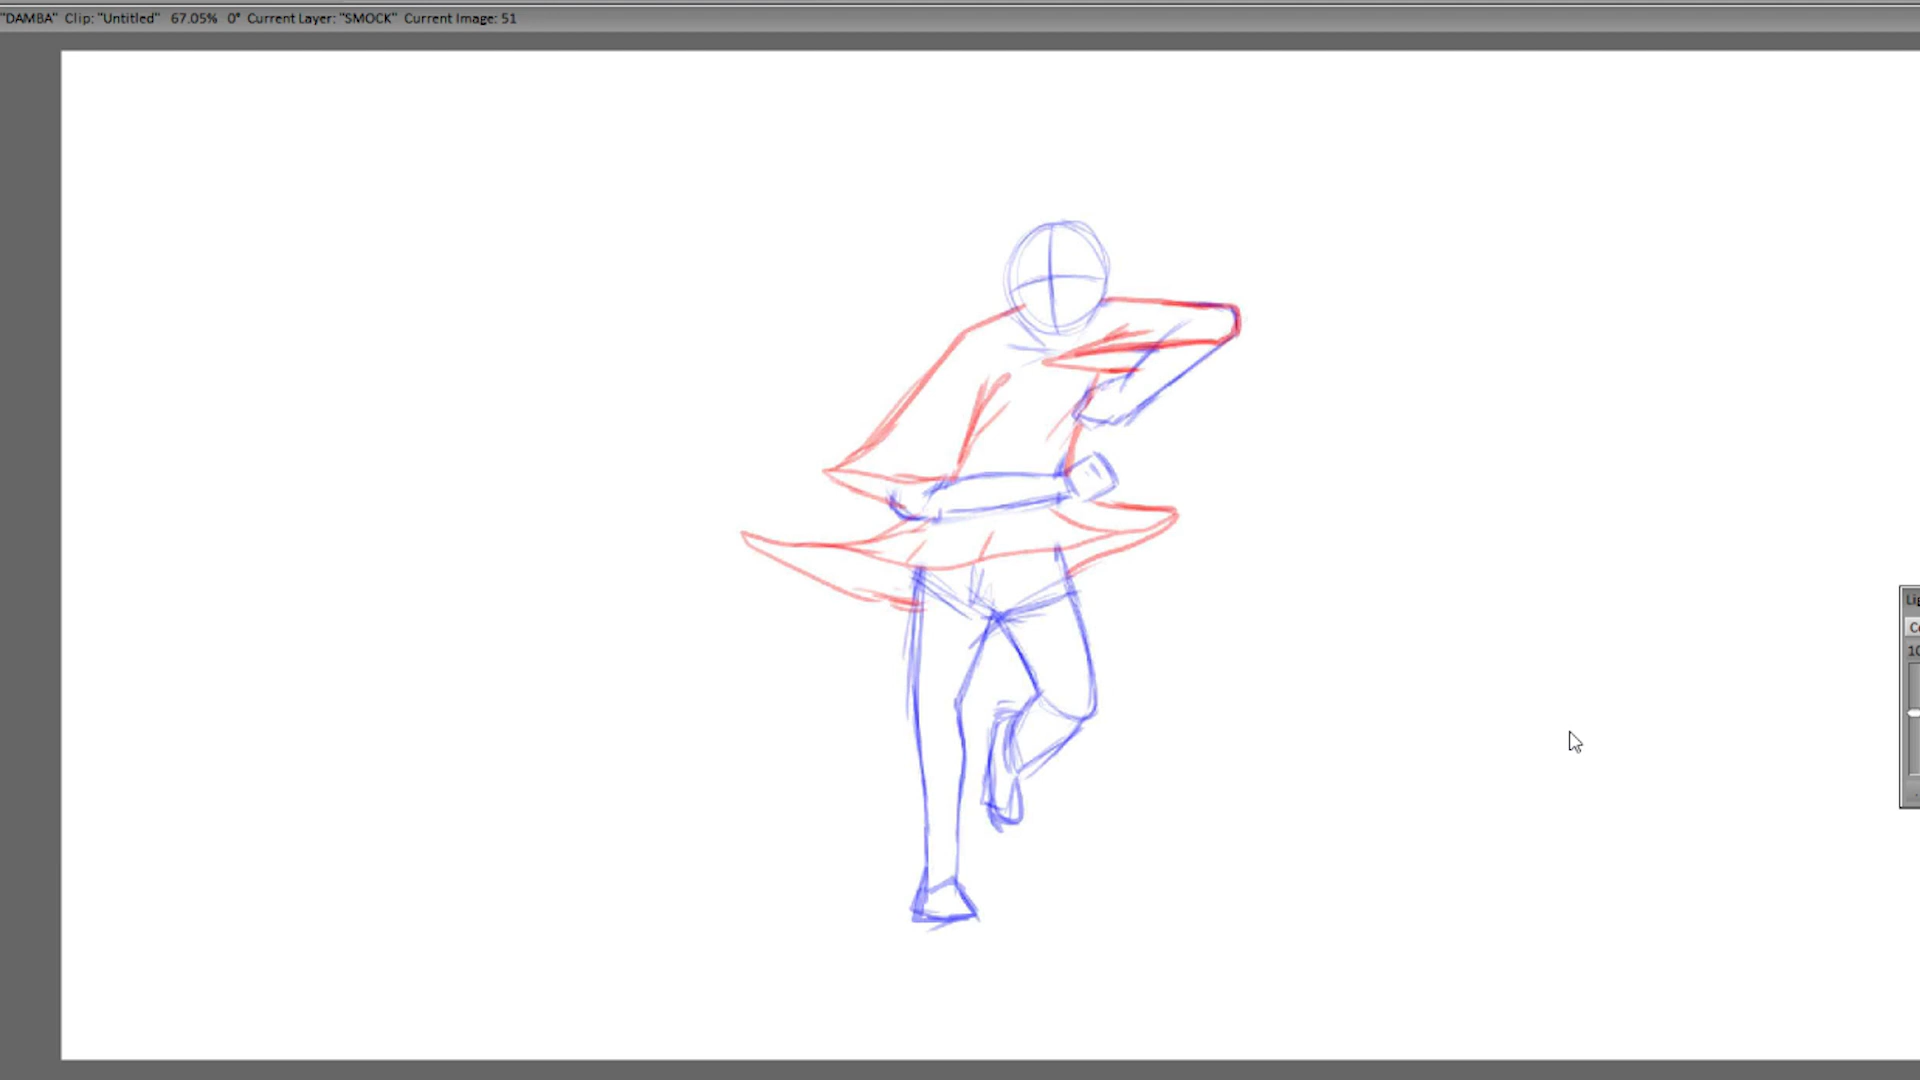 "DAMBA" Clip: "Untitled" 67.05% 0° Current Layer: "SMOCK" Current Image: 51